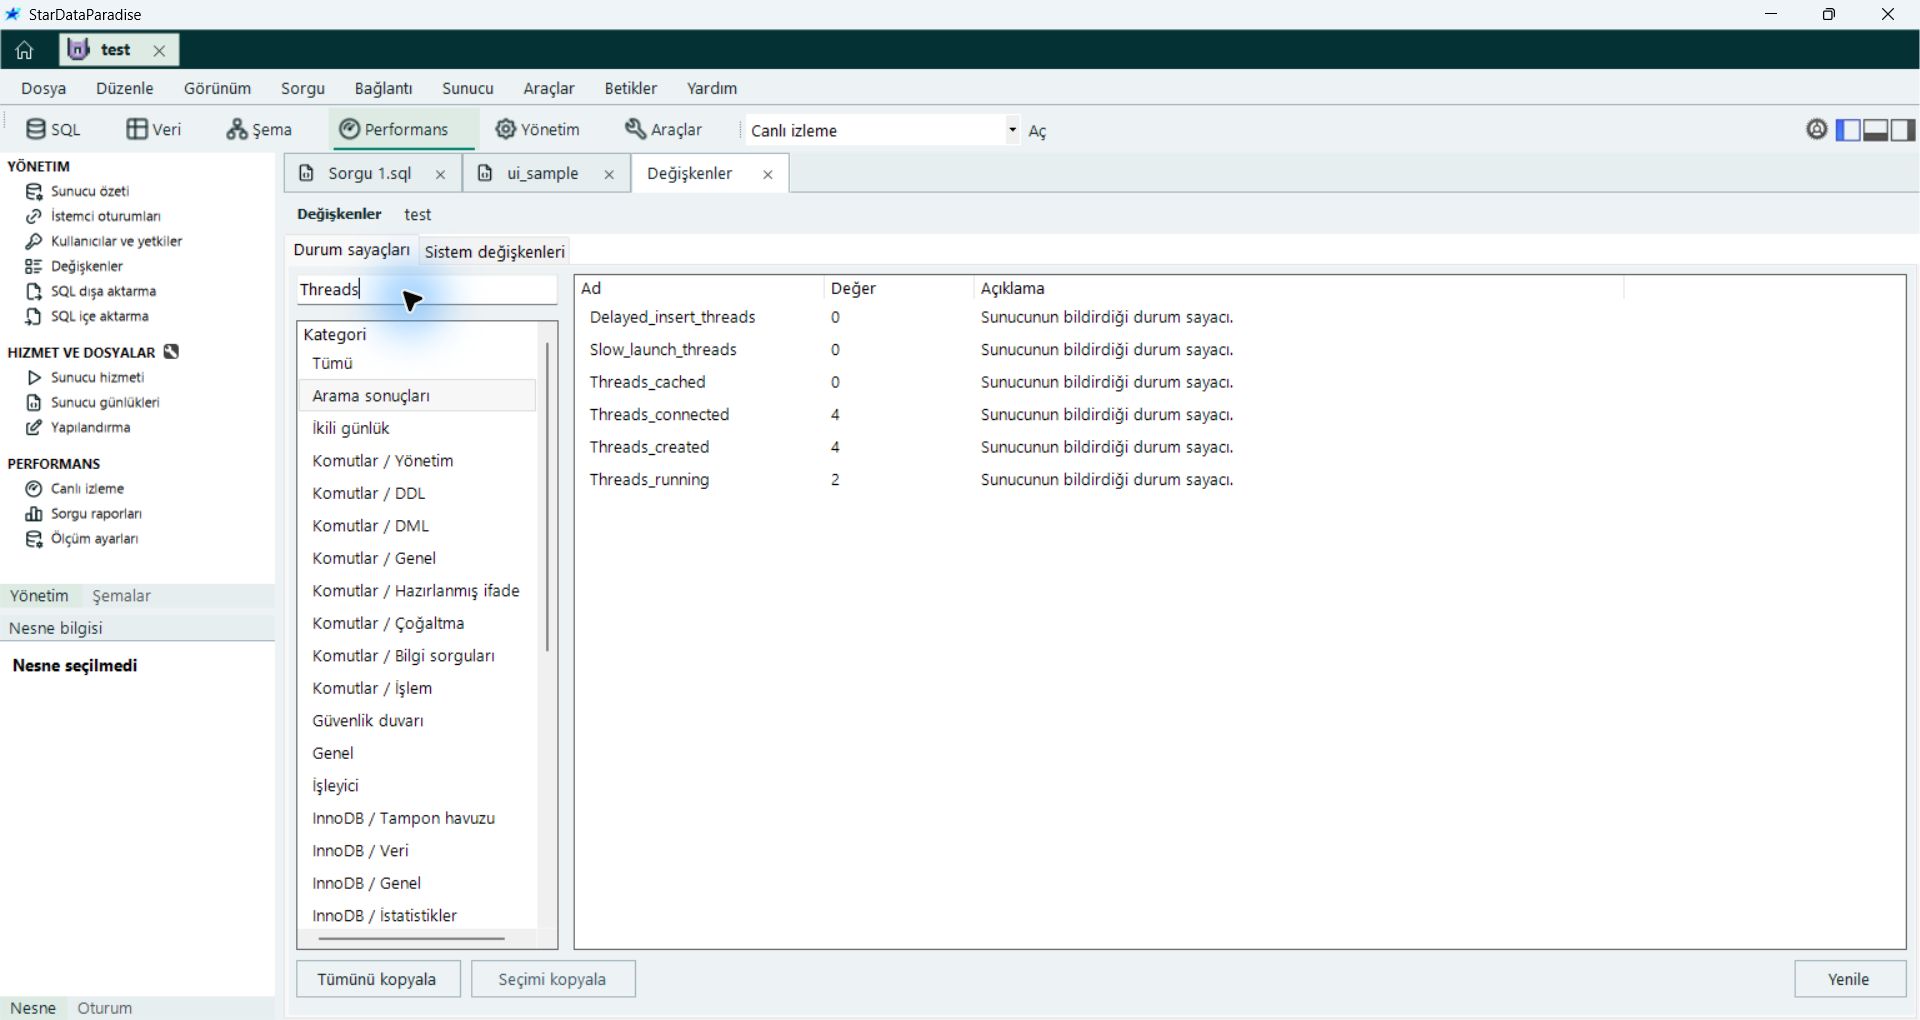 StarDataParadise
test
Dosya Düzenle Görünüm Sorgu Bağlantı Sunucu Araçlar Betikler Yardım
SQL Veri Şema Performans Yönetim Araçlar Canlı izleme Aç
YÖNETIM
Sunucu özeti
İstemci oturumları
Kullanıcılar ve yetkiler
Değişkenler
SQL dışa aktarma
SQL içe aktarma
HIZMET VE DOSYALAR
Sunucu hizmeti
Sunucu günlükleri
Yapılandırma
PERFORMANS
Canlı izleme
Sorgu raporları
Ölçüm ayarları
Yönetim Şemalar
Nesne bilgisi
Nesne seçilmedi
Nesne Oturum
Sorgu 1.sql ui_sample Değişkenler
Değişkenler test
Durum sayaçları Sistem değişkenleri
Threads
Kategori
Tümü
Arama sonuçları
İkili günlük
Komutlar / Yönetim
Komutlar / DDL
Komutlar / DML
Komutlar / Genel
Komutlar / Hazırlanmış ifade
Komutlar / Çoğaltma
Komutlar / Bilgi sorguları
Komutlar / İşlem
Güvenlik duvarı
Genel
İşleyici
InnoDB / Tampon havuzu
InnoDB / Veri
InnoDB / Genel
InnoDB / İstatistikler
Ad Değer Açıklama
Delayed_insert_threads 0 Sunucunun bildirdiği durum sayacı.
Slow_launch_threads 0 Sunucunun bildirdiği durum sayacı.
Threads_cached 0 Sunucunun bildirdiği durum sayacı.
Threads_connected 4 Sunucunun bildirdiği durum sayacı.
Threads_created 4 Sunucunun bildirdiği durum sayacı.
Threads_running 2 Sunucunun bildirdiği durum sayacı.
Tümünü kopyala Seçimi kopyala Yenile